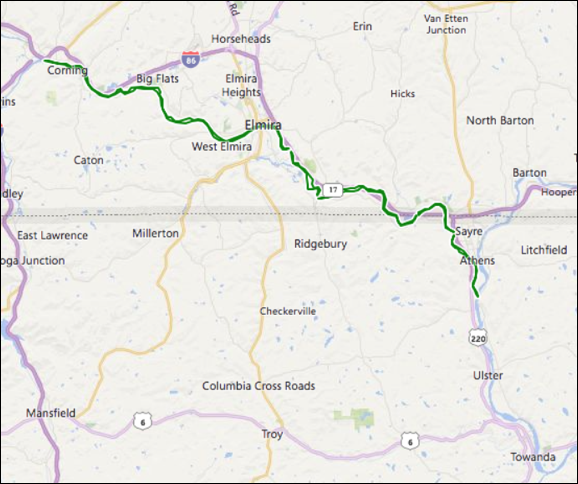 Rd
Van Etten
Junction
Erin
Horseheads
86
Corning
Big Flats
Elmira
Heights
Hicks
ins
North Barton
Elmira
West Elmira
Caton
Barton
17
Hooper
dley
Sayre
East Lawrence
Millerton
Ridgebury
Litchfield
oga Junction
Athens
Checkerville
220
Ulster
Columbia Cross Roads
Mansfield
6
Troy
6
Towanda